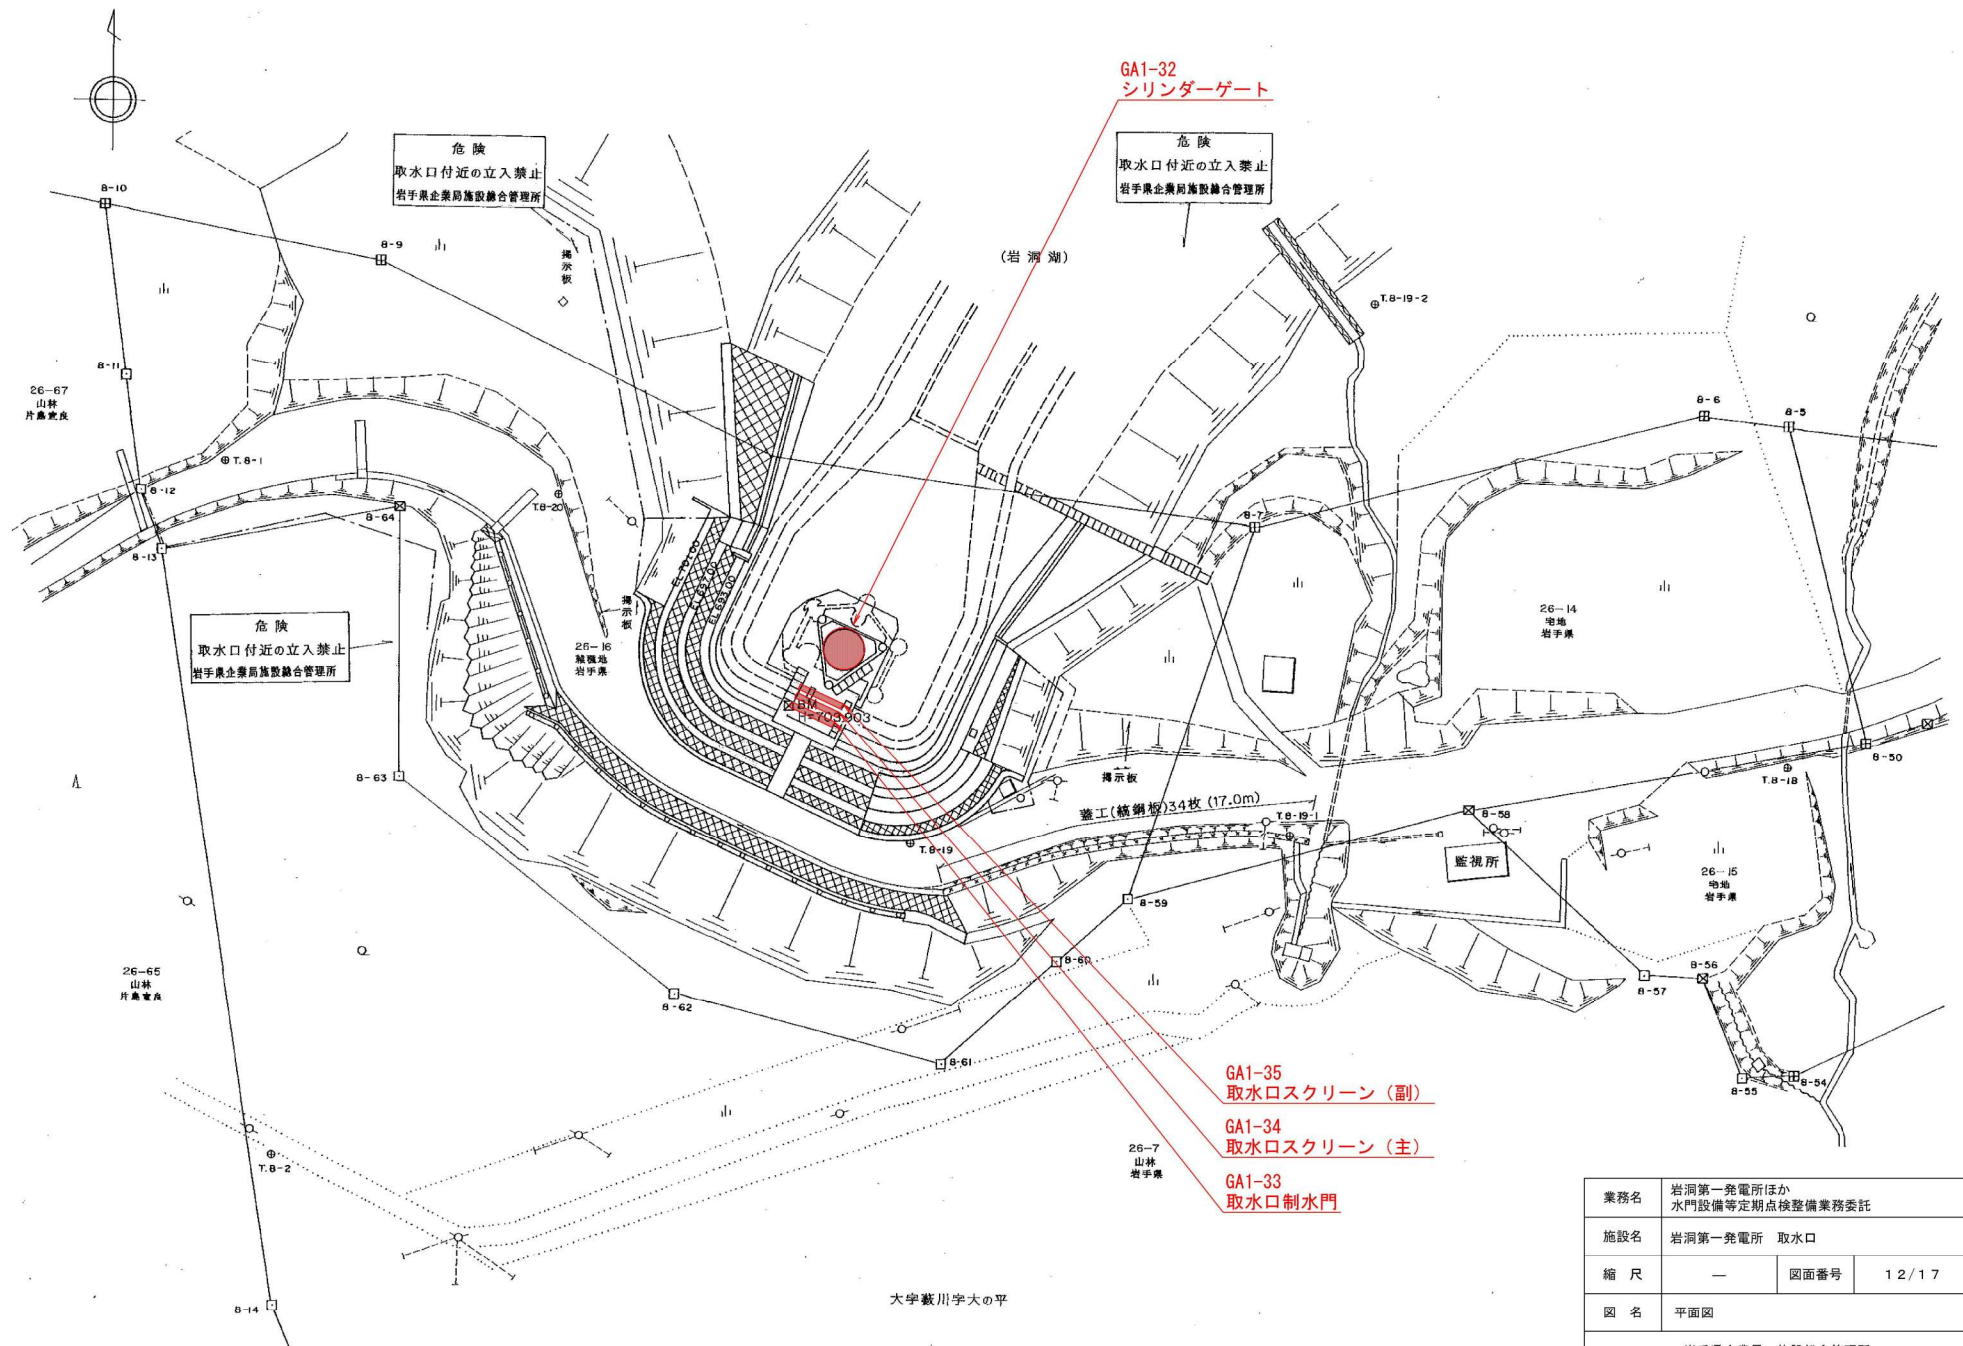 GA1-32
シリンダーゲート
危険
取水口付近の立入禁止
岩手県企業局施設総合管理所
危険
取水口付近の立入禁止
岩手県企業局施設総合管理所
8-10
8-9
掲示板
(岩洞湖)
T.8-19-2
8-11
26-67
山林
8-6
8-5
T.8-1
8-12
8-64
T.8-20
8-7
8-13
EL 693.00
掲示板
26-14
宅地
岩手県
危険
取水口付近の立入禁止
岩手県企業局施設総合管理所
26-16
岩手県
BM
H=703.903
8-63
掲示板
8-50
T.8-18
蓋工(縞鋼板)34枚(17.0m)
T.8-19-1
8-58
T.8-19
監視所
26-15
宅地
岩手県
8-59
26-65
山林
8-60
8-56
8-57
8-62
8-61
GA1-35
取水口スクリーン(副)
8-55
8-54
GA1-34
取水口スクリーン(主)
26-7
山林
岩手県
T.8-2
GA1-33
取水口制水門
8-14
大字薮川字大の平
業務名 岩洞第一発電所ほか
水門設備等定期点検整備業務委託
施設名 岩洞第一発電所 取水口
縮尺 — 図面番号 12/17
図名 平面図